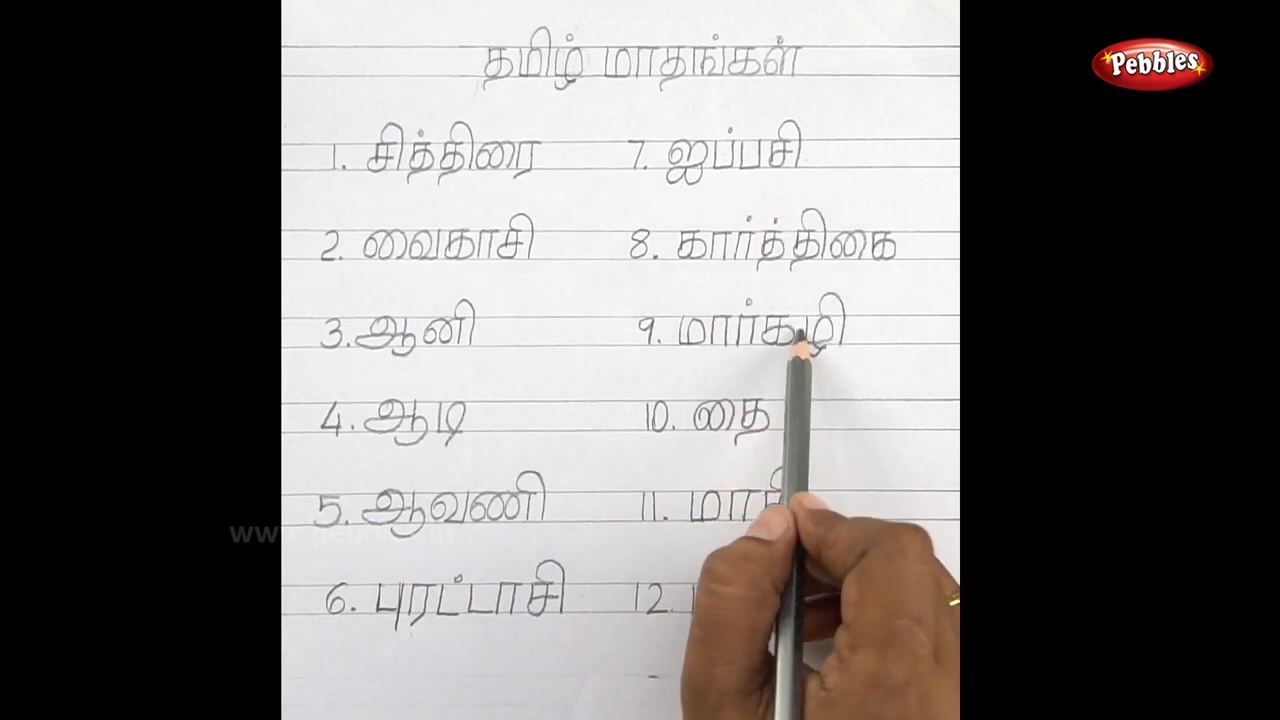 தமிழ் மாதங்கள்
Pebbles
1. சித்திரை
2. வைகாசி
3. ஆனி
4. ஆடி
5. ஆவணி
6. புரட்டாசி
7. ஐப்பசி
8. கார்த்திகை
9. மார்கழி
10. தை
11.
12.